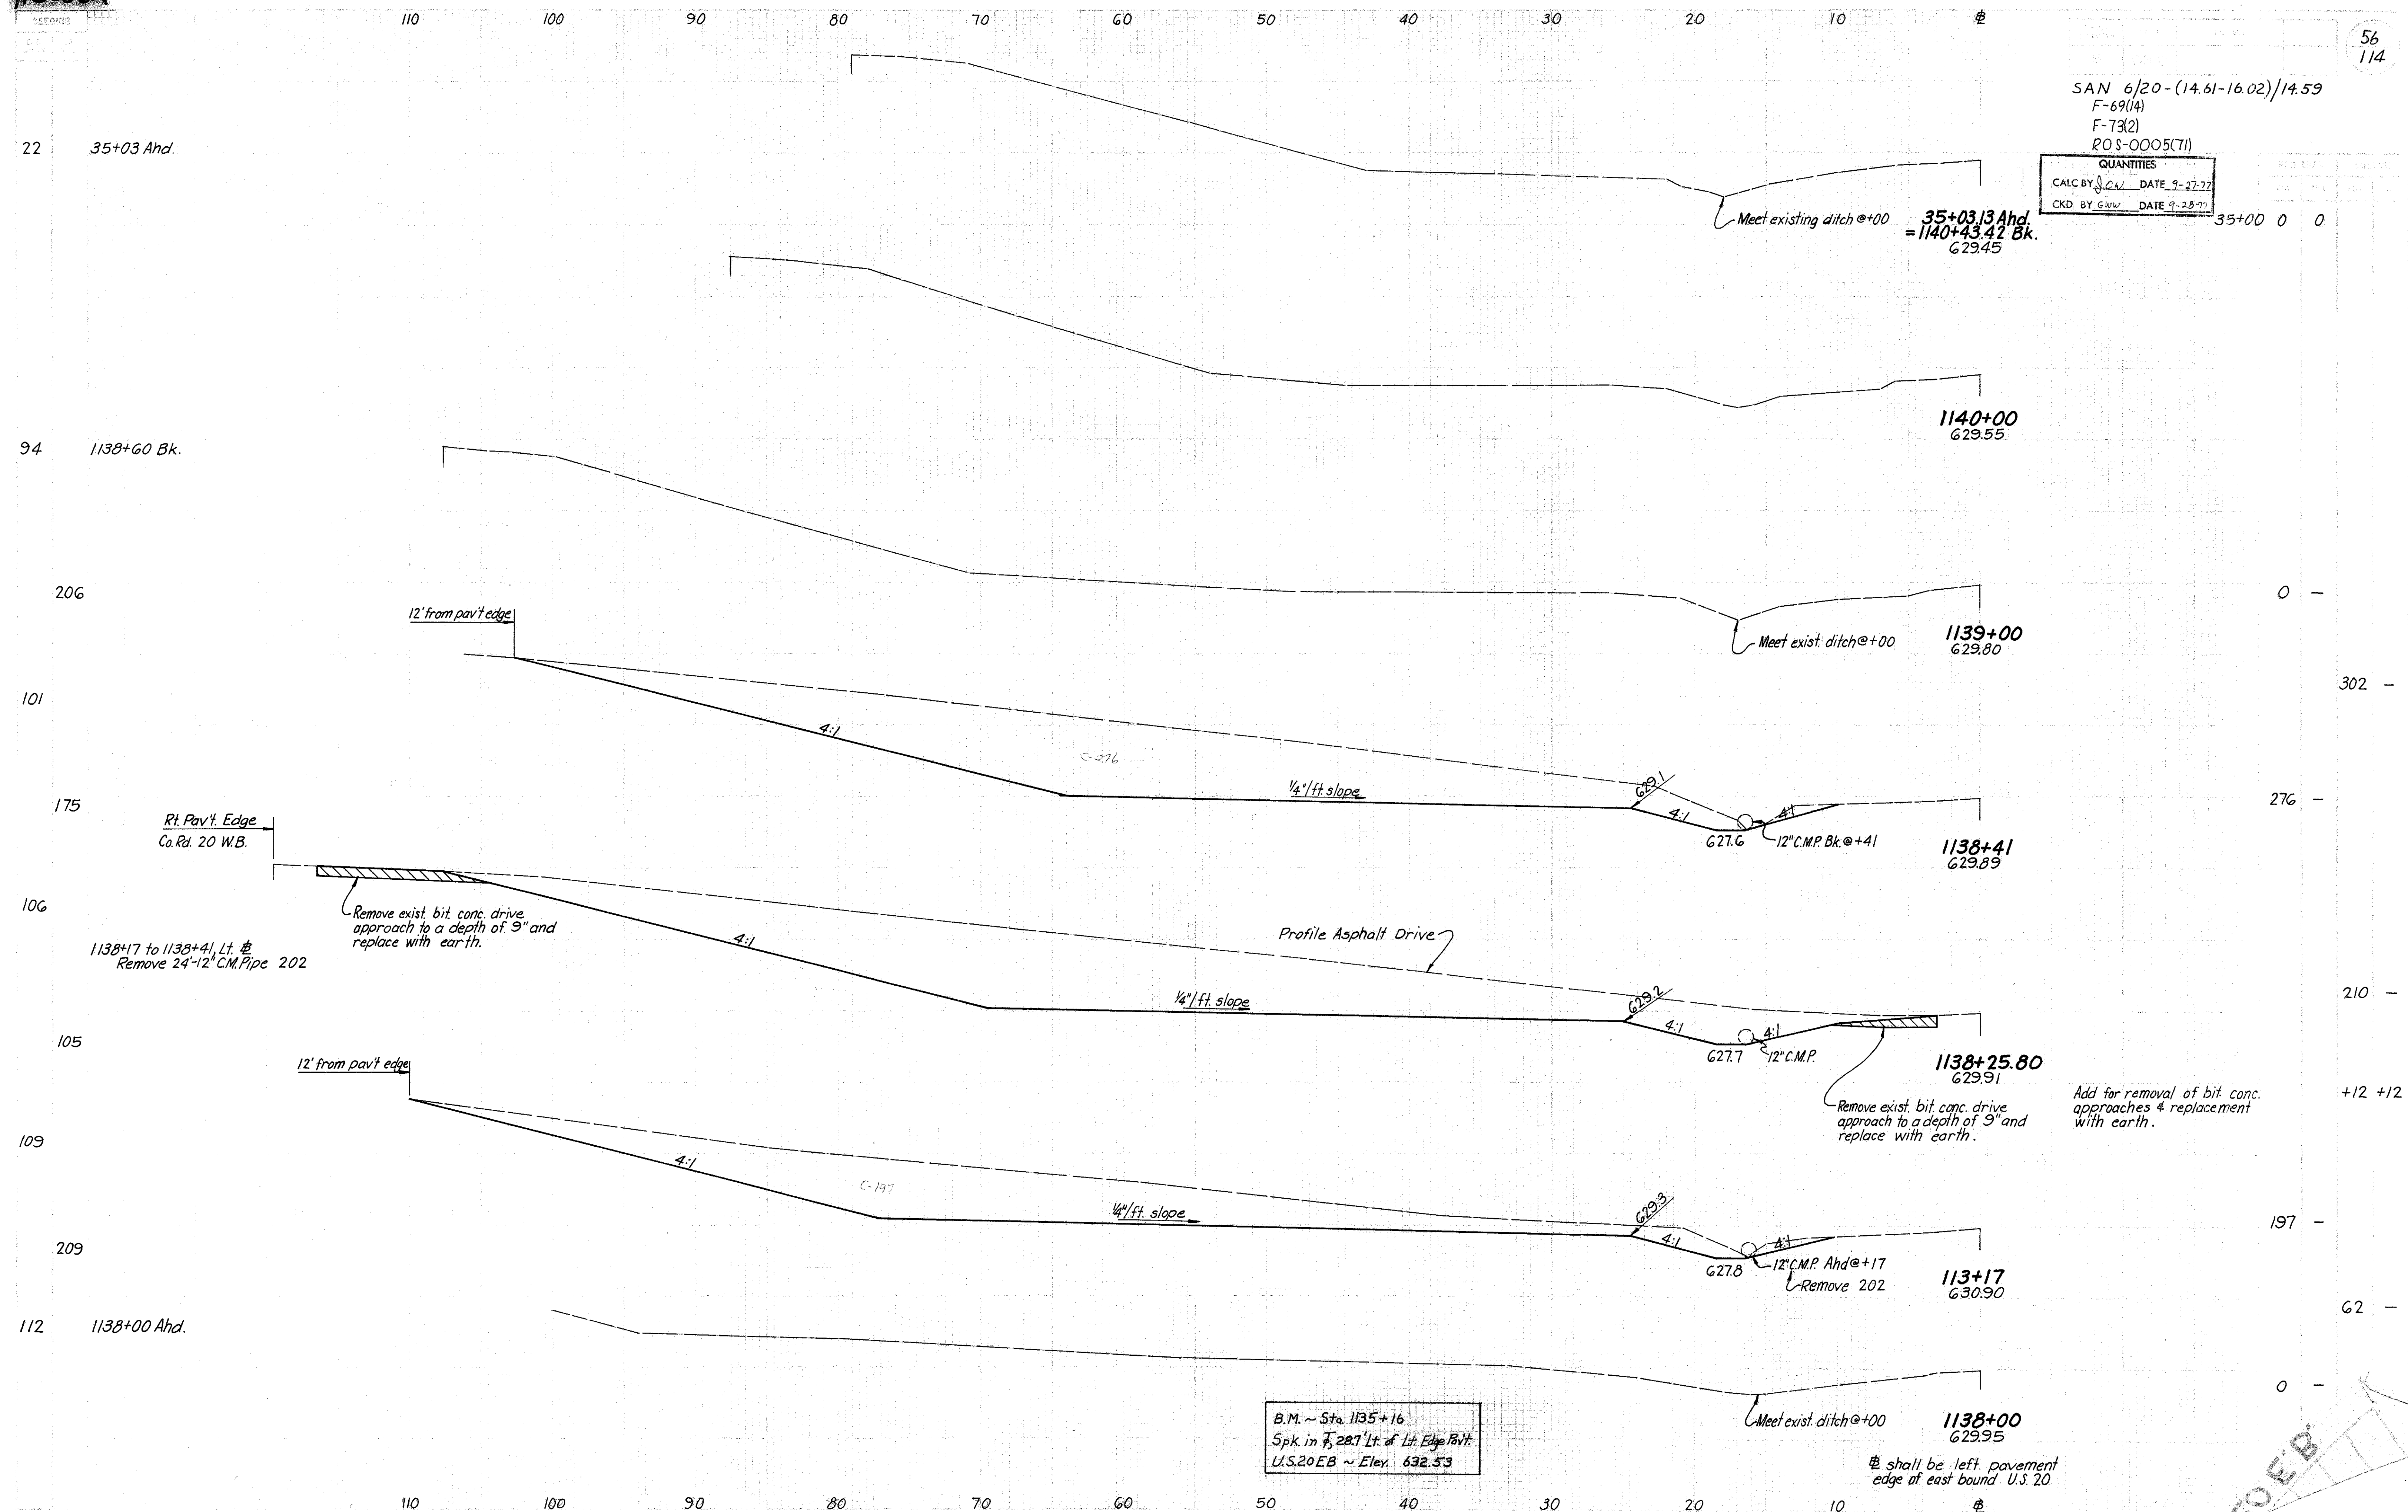 110 100 90 80 70 60 50 40 30 20 10 ⅊
56
114
SAN 6/20-(14.61-16.02)/14.59
F-69(14)
F-73(2)
ROS-0005(71)
QUANTITIES
CALC BY DATE 9-27-77
CKD BY GWW DATE 9-28-77
22 35+03 Ahd.
Meet existing ditch @+00
35+03.13 Ahd.
=1140+43.42 Bk.
629.45
35+00 0 0
1140+00
629.55
94 1138+60 Bk.
206
0 -
12' from pav't edge
Meet exist. ditch@+00
1139+00
629.80
101
302 -
4:1
C-276
1/4"/ft. slope
629.1
4:1
4:1
175
276 -
627.6
12" C.M.P. Bk.@+41
1138+41
629.89
Rt. Pav't. Edge
Co.Rd. 20 W.B.
106
Remove exist. bit. conc. drive
approach to a depth of 9" and
replace with earth.
1138+17 to 1138+41, Lt. ⅊
Remove 24'-12" C.M.Pipe 202
4:1
Profile Asphalt Drive
1/4"/ft. slope
629.2
4:1
4:1
210 -
105
627.7
12" C.M.P.
1138+25.80
629.91
12' from pav't edge
Remove exist. bit. conc. drive
approach to a depth of 9" and
replace with earth.
Add for removal of bit. conc.
approaches & replacement
with earth.
+12 +12
109
4:1
C-197
1/4"/ft. slope
629.3
4:1
4:1
197 -
209
627.8
12" C.M.P. Ahd@+17
Remove 202
113+17
630.90
62 -
112 1138+00 Ahd.
0 -
Meet exist. ditch@+00
1138+00
629.95
B.M. ~ Sta. 1135+16
Spk. in 28.7' Lt. of Lt. Edge Pav't.
U.S.20 EB ~ Elev. 632.53
⅊ shall be left pavement
edge of east bound U.S. 20
TO E.B.
110 100 90 80 70 60 50 40 30 20 10 ⅊